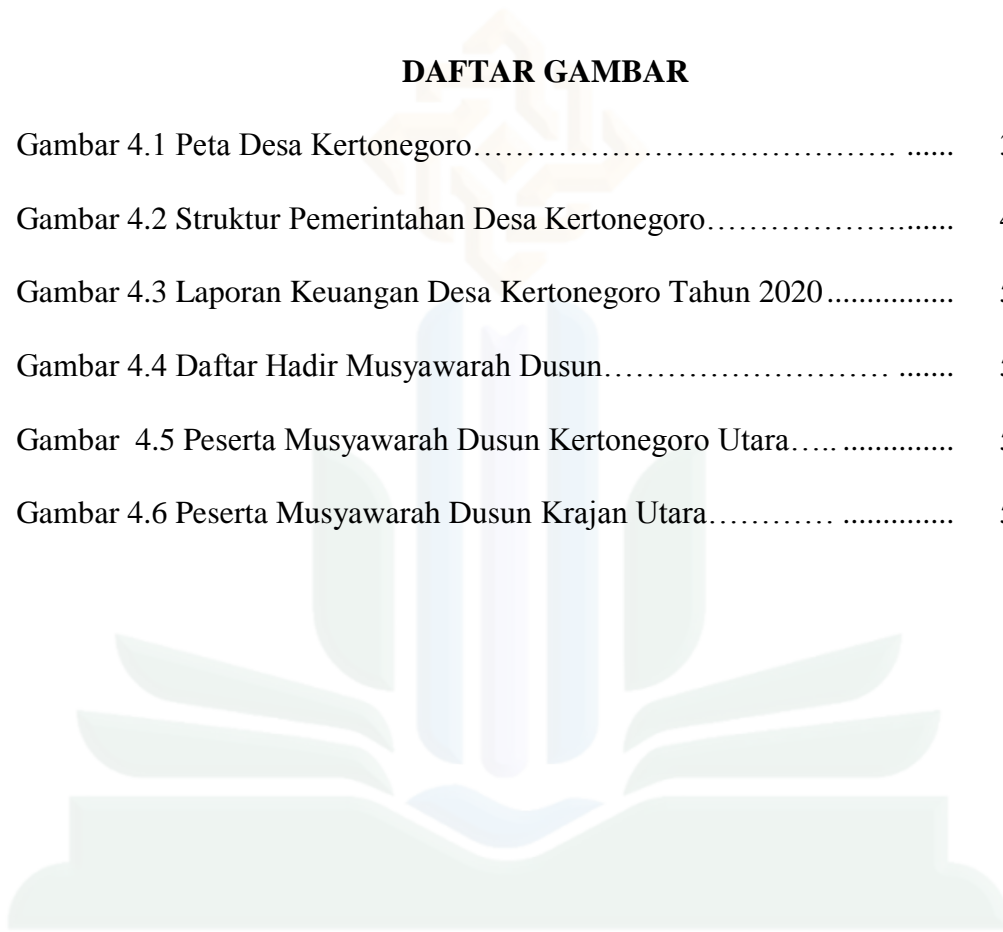 DAFTAR GAMBAR
Gambar 4.1 Peta Desa Kertonegoro………………………………… ......
Gambar 4.2 Struktur Pemerintahan Desa Kertonegoro………………......
Gambar 4.3 Laporan Keuangan Desa Kertonegoro Tahun 2020 ...............
Gambar 4.4 Daftar Hadir Musyawarah Dusun……………………… .......
Gambar  4.5 Peserta Musyawarah Dusun Kertonegoro Utara….. ..............
Gambar 4.6 Peserta Musyawarah Dusun Krajan Utara………… ..............